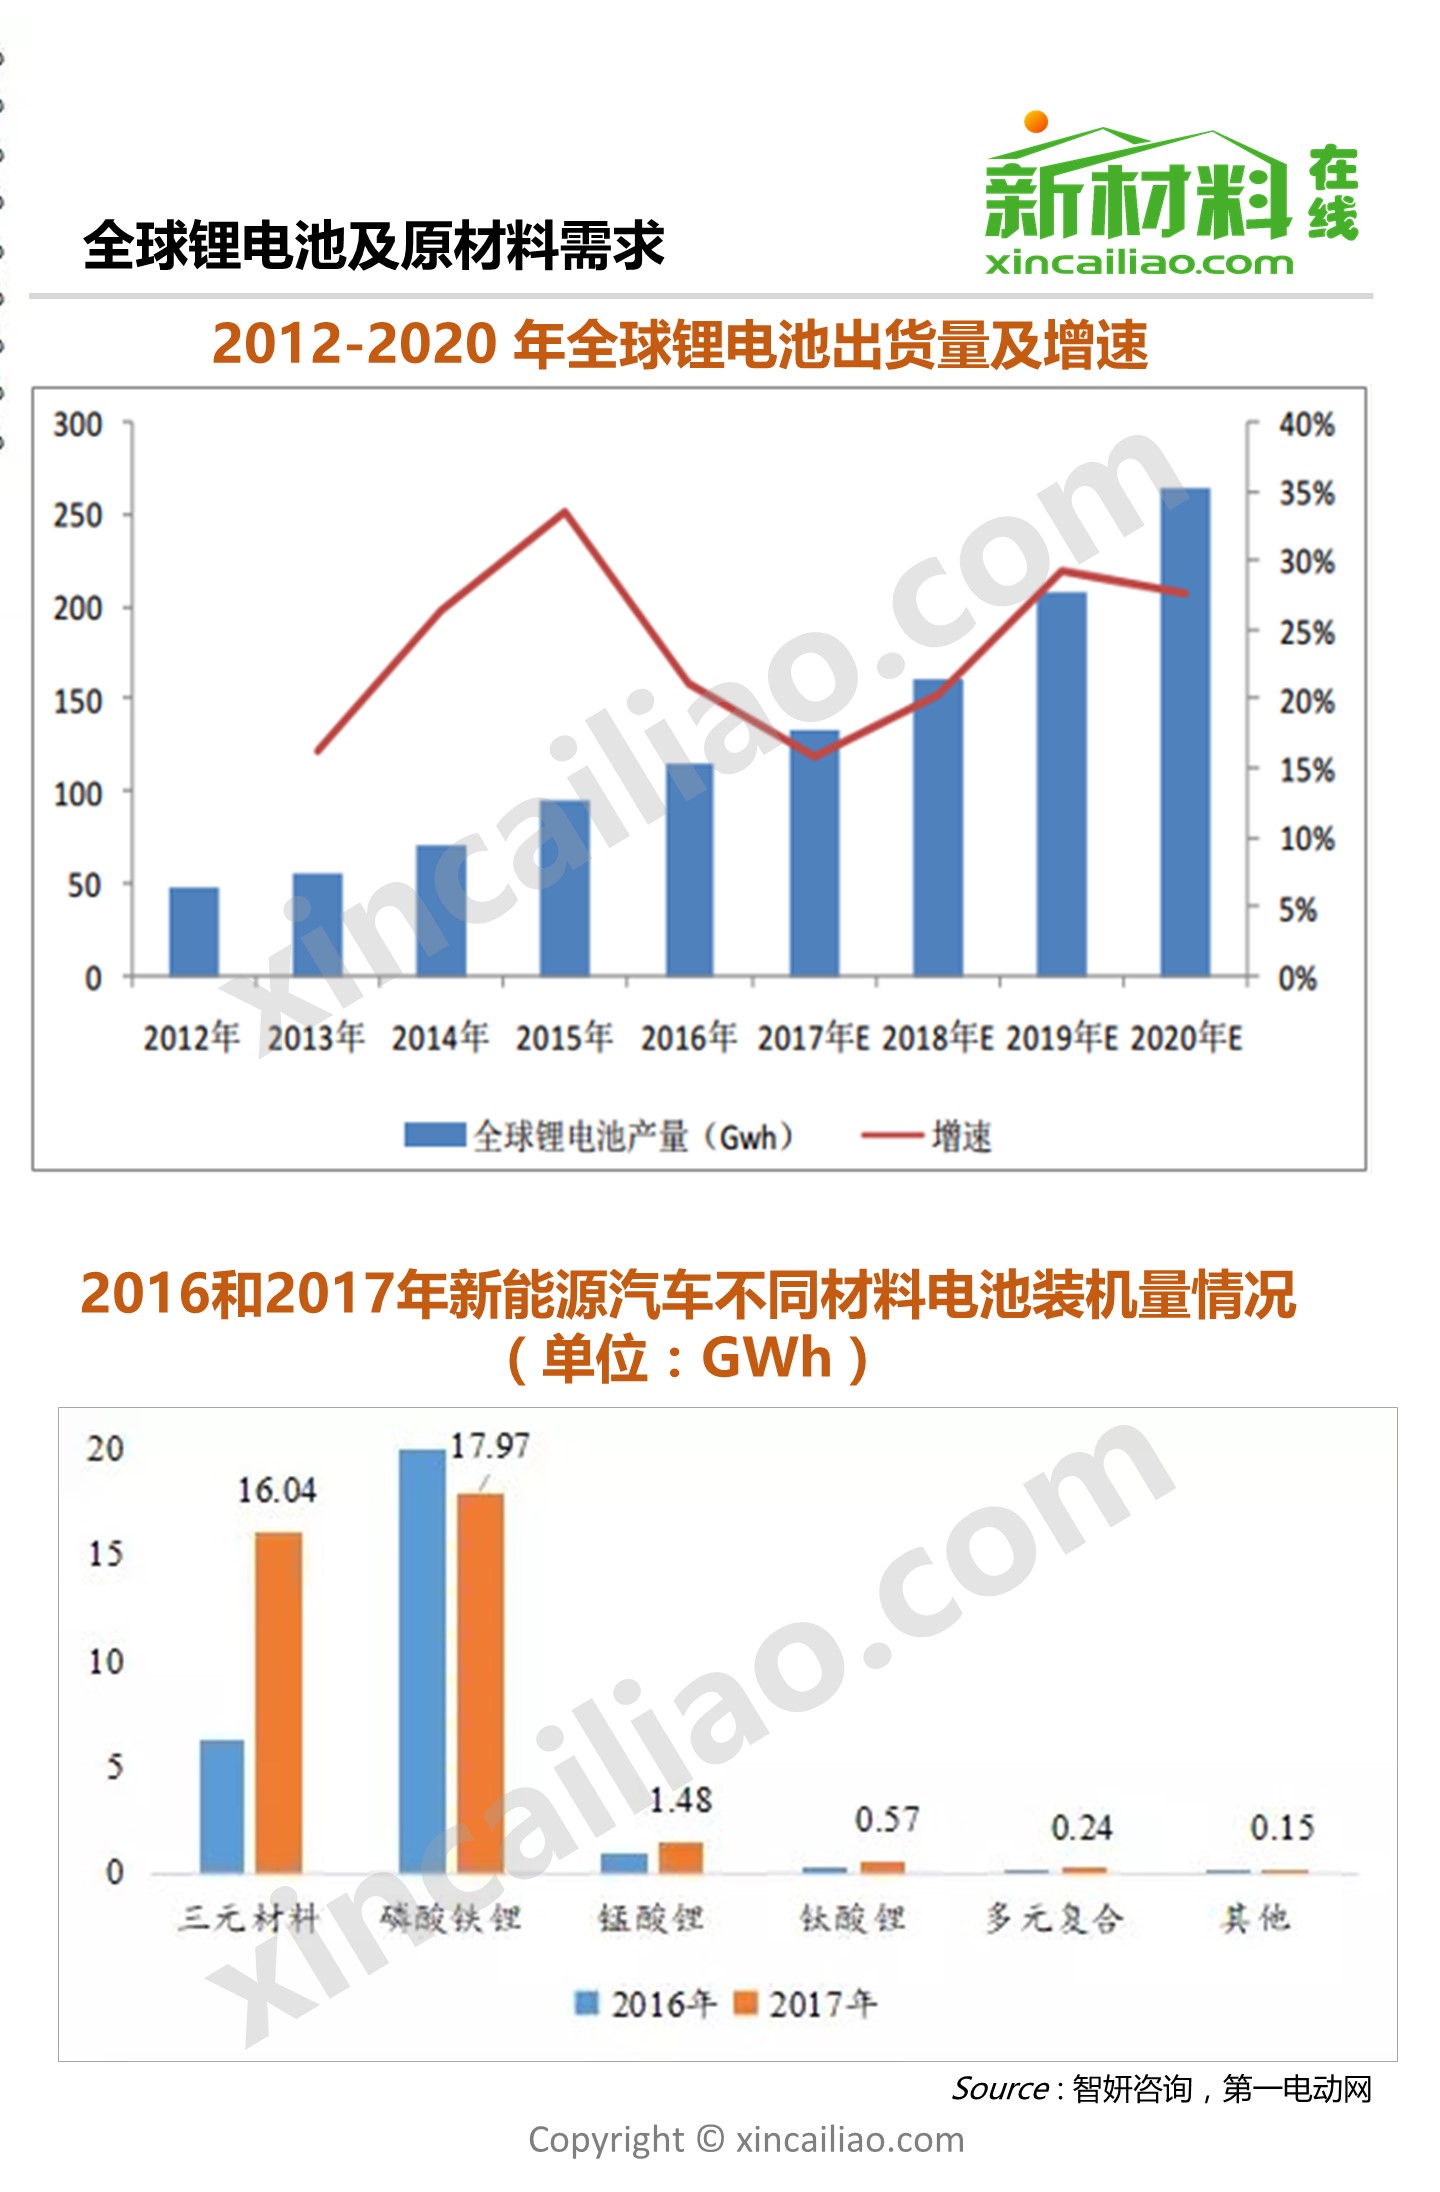 新材料在线
xincailiao.com
全球锂电池及原材料需求
2012-2020 年全球锂电池出货量及增速
300
250
200
150
100
50
0
40%
35%
30%
25%
20%
15%
10%
5%
0%
2012年 2013年 2014年 2015年 2016年 2017年E 2018年E 2019年E 2020年E
全球锂电池产量（Gwh） 增速
xincailiao.com
2016和2017年新能源汽车不同材料电池装机量情况
（单位：GWh）
20
15
10
5
0
16.04
17.97
1.48
0.57
0.24
0.15
三元材料 磷酸铁锂 锰酸锂 钛酸锂 多元复合 其他
2016年 2017年
xincailiao.com
Source : 智妍咨询，第一电动网
Copyright © xincailiao.com